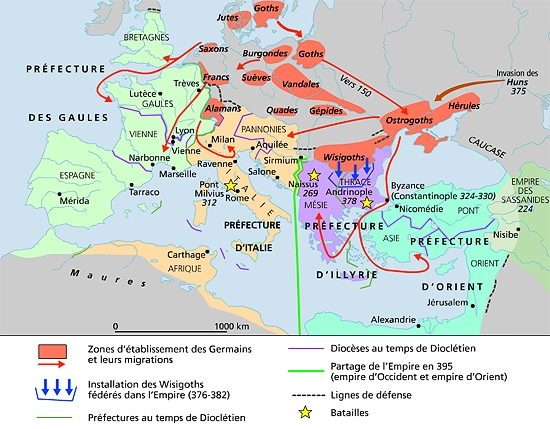 Goths
Jutes
BRETAGNES
Saxons
Burgondes
Goths
PRÉFECTURE
Francs
Suèves
Vandales
Vers 150
Invasion des
Huns
375
Trèves
Lutèce
GAULES
Alamans
Quades
Gépides
Hérules
Ostrogoths
DES GAULES
VIENNE
Lyon
Vienne
Milan
PANNONIES
Aquilée
CAUCASE
Narbonne
Marseille
Ravenne
Sirmium
Wisigoths
ESPAGNE
Tarraco
Salone
Naissus
269
THRACE
Andrinople
378
Byzance
(Constantinople 324-330)
EMPIRE
DES
SASSANIDES
224
Mérida
Pont
Milvius
312
Rome
ITALIE
MÉSIE
Nicomédie
PONT
PRÉFECTURE
D'ITALIE
PRÉFECTURE
D'ILLYRIE
ASIE
PRÉFECTURE
D'ORIENT
Nisibe
ORIENT
Carthage
AFRIQUE
Maures
Jérusalem
Alexandrie
0 1000 km
Zones d'établissement des Germains
et leurs migrations
Installation des Wisigoths
fédérés dans l'Empire (376-382)
Préfectures au temps de Dioclétien
Diocèses au temps de Dioclétien
Partage de l'Empire en 395
(empire d'Occident et empire d'Orient)
Lignes de défense
Batailles